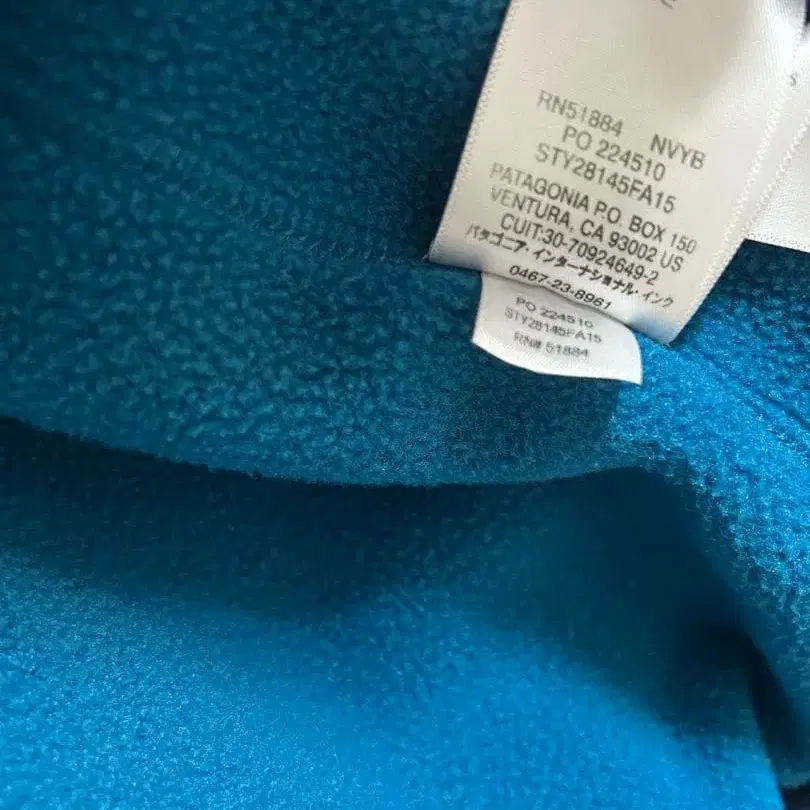 RN51884 NVYB
PO 224510
STY28145FA15
PATAGONIA P.O. BOX 150
VENTURA, CA 93002 US
CUIT:30-70924649-2
パタゴニア・インターナショナル・インク
0467-23-8961
PO 224510
STY28145FA15
RN# 51884